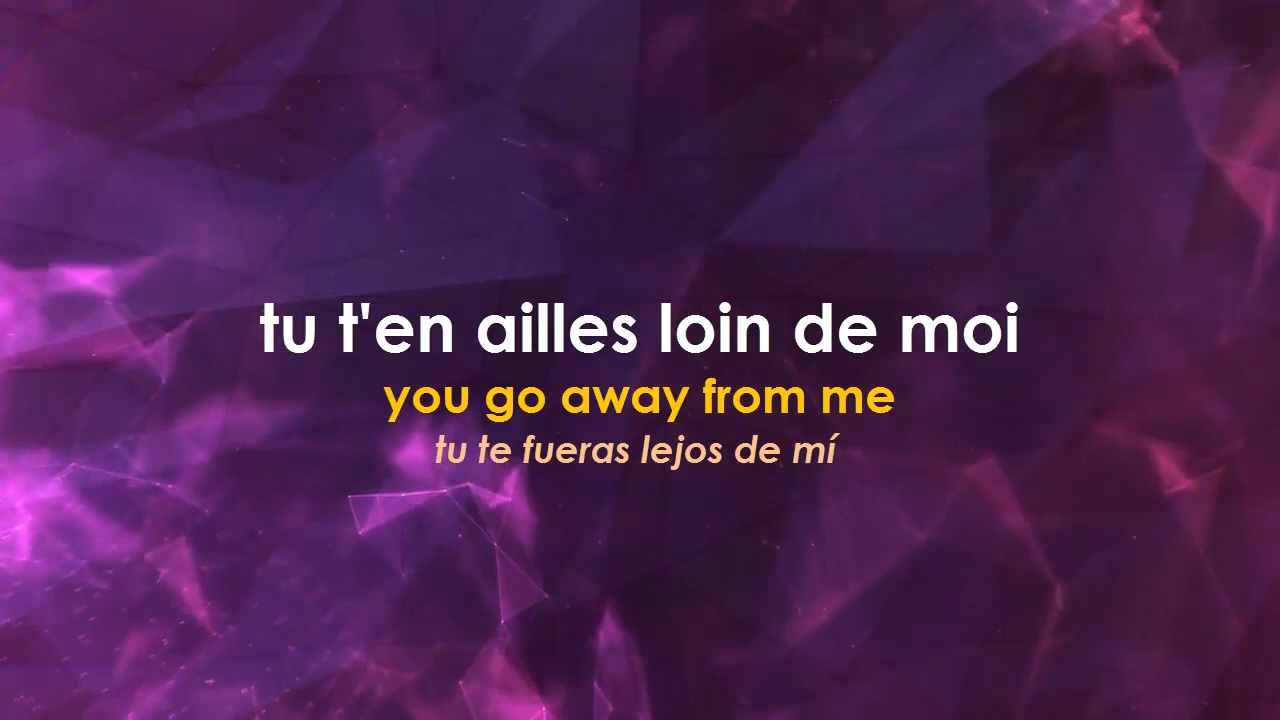 tu t'en ailles loin de moi
you go away from me
tu te fueras lejos de mí